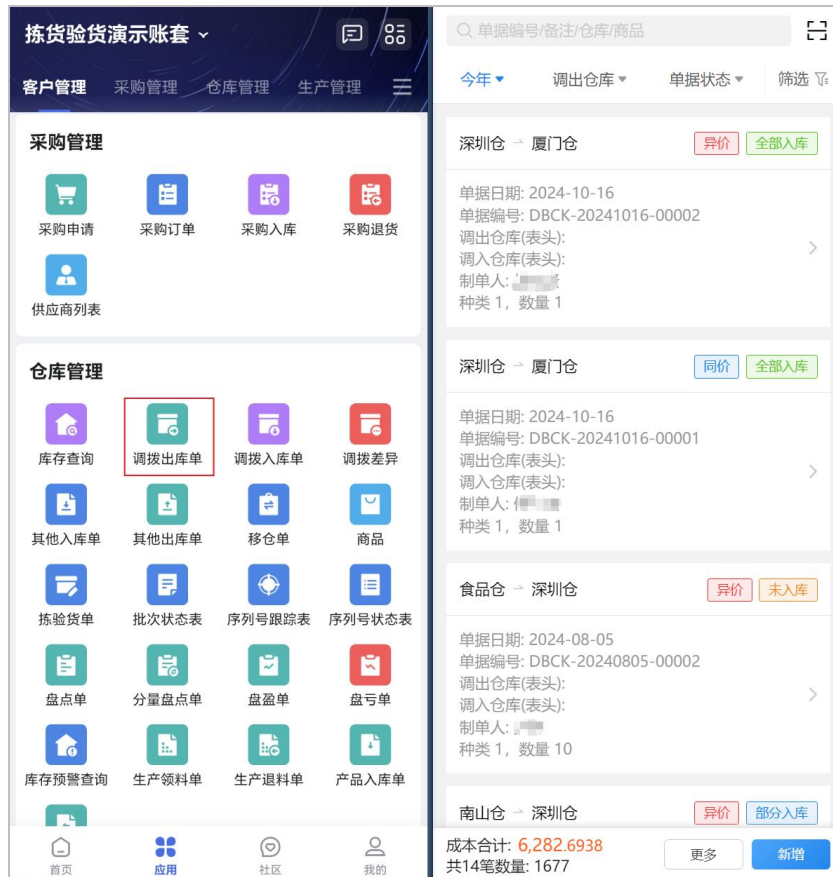 拣货验货演示账套
客户管理 采购管理 仓库管理 生产管理
采购管理
采购申请 采购订单 采购入库 采购退货
供应商列表
仓库管理
库存查询 调拨出库单 调拨入库单 调拨差异
其他入库单 其他出库单 移仓单 商品
拣验货单 批次状态表 序列号跟踪表 序列号状态表
盘点单 分量盘点单 盘盈单 盘亏单
库存预警查询 生产领料单 生产退料单 产品入库单
首页 应用 社区 我的
单据编号/备注/仓库/商品
今年 调出仓库 单据状态 筛选
深圳仓 → 厦门仓 异价 全部入库
单据日期: 2024-10-16
单据编号: DBCK-20241016-00002
调出仓库(表头):
调入仓库(表头):
制单人:
种类 1, 数量 1
深圳仓 → 厦门仓 同价 全部入库
单据日期: 2024-10-16
单据编号: DBCK-20241016-00001
调出仓库(表头):
调入仓库(表头):
制单人:
种类 1, 数量 1
食品仓 → 深圳仓 异价 未入库
单据日期: 2024-08-05
单据编号: DBCK-20240805-00002
调出仓库(表头):
调入仓库(表头):
制单人:
种类 1, 数量 10
南山仓 → 深圳仓 异价 部分入库
成本合计: 6,282.6938
共14笔数量: 1677
更多 新增